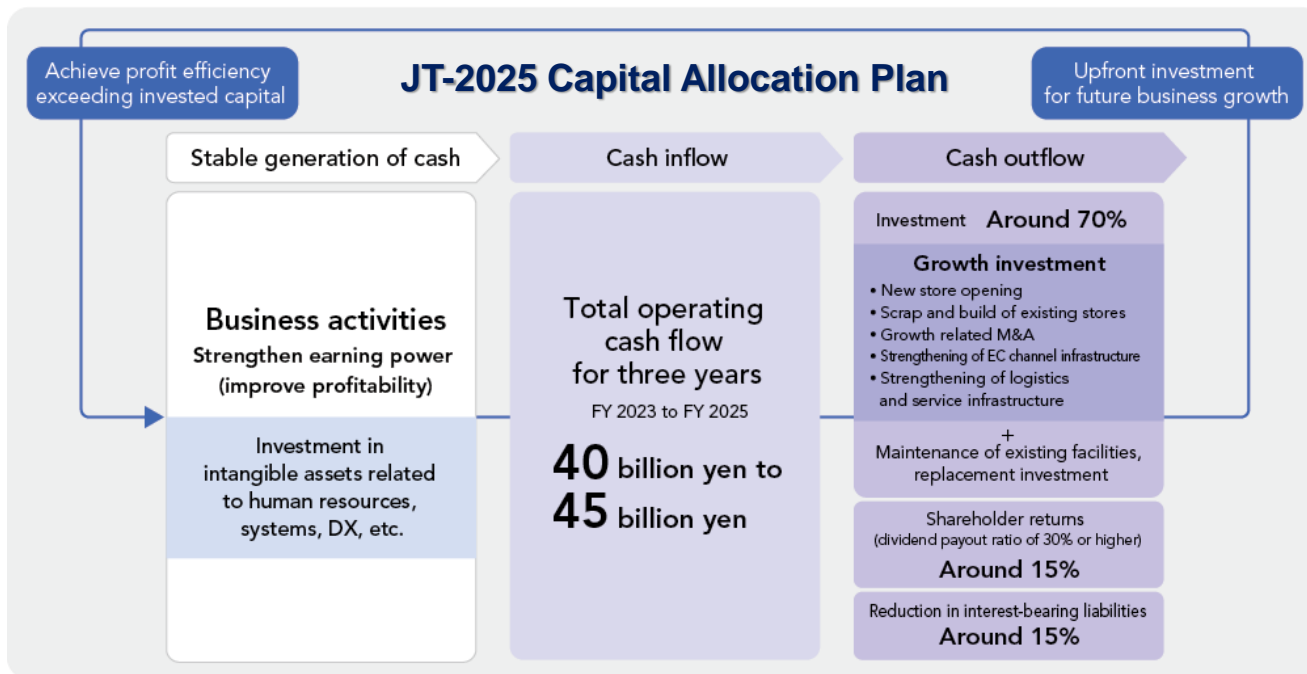 Achieve profit efficiency
exceeding invested capital
JT-2025 Capital Allocation Plan
Upfront investment
for future business growth
Stable generation of cash
Cash inflow
Cash outflow
Business activities
Strengthen earning power
(improve profitability)
Investment in
intangible assets related
to human resources,
systems, DX, etc.
Total operating
cash flow
for three years
FY 2023 to FY 2025
40 billion yen to
45 billion yen
Investment Around 70%
Growth investment
• New store opening
• Scrap and build of existing stores
• Growth related M&A
• Strengthening of EC channel infrastructure
• Strengthening of logistics
and service infrastructure
+
Maintenance of existing facilities,
replacement investment
Shareholder returns
(dividend payout ratio of 30% or higher)
Around 15%
Reduction in interest-bearing liabilities
Around 15%